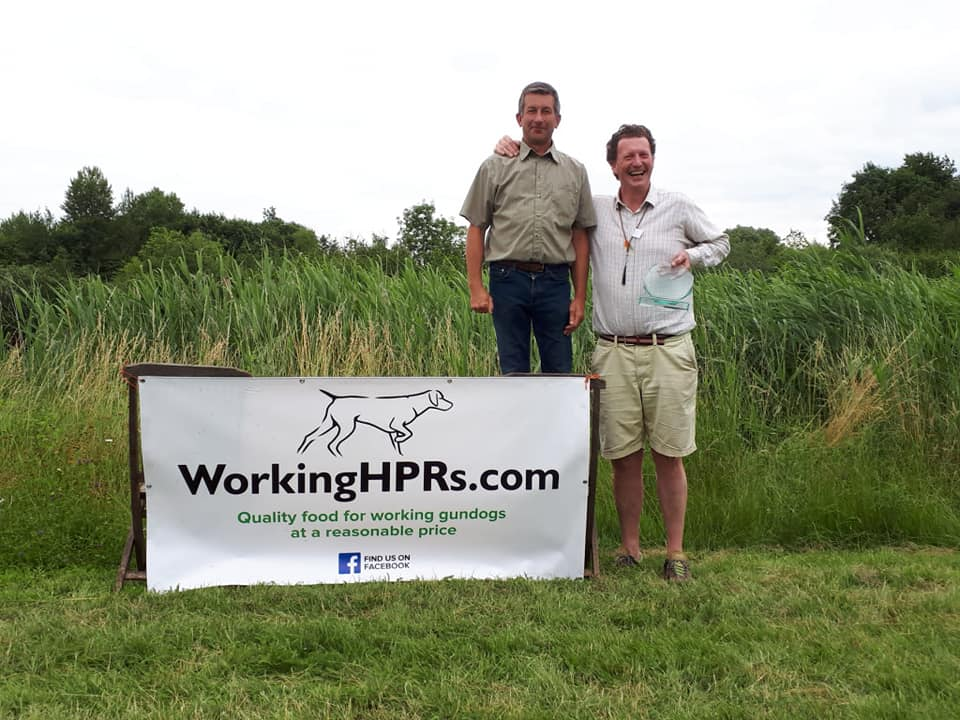 WorkingHPRs.com
Quality food for working gundogs
at a reasonable price
FIND US ON
FACEBOOK